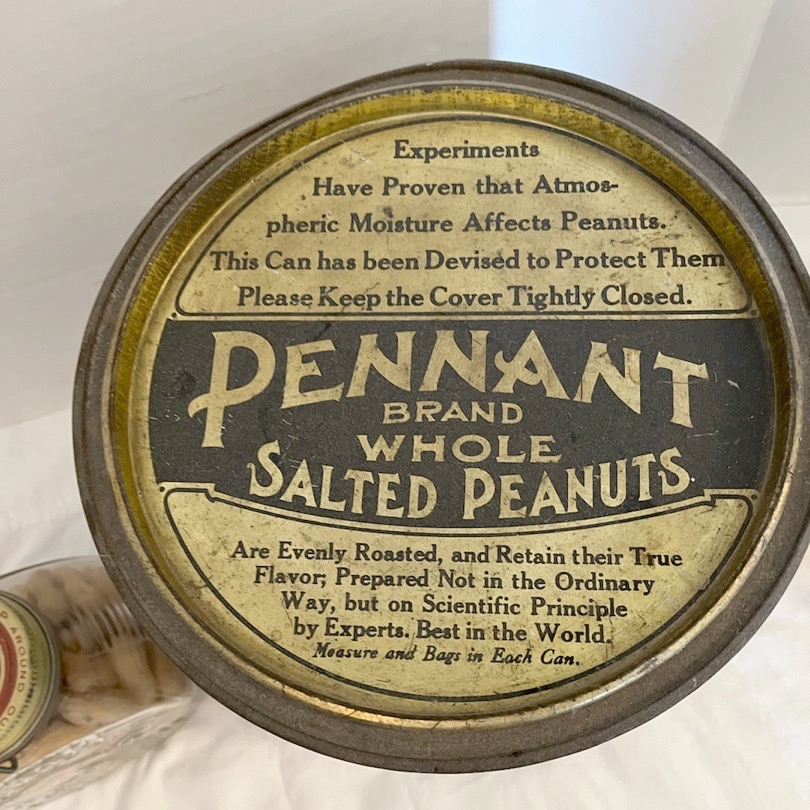 Experiments
Have Proven that Atmos-
pheric Moisture Affects Peanuts.
This Can has been Devised to Protect Them
Please Keep the Cover Tightly Closed.
PENNANT
BRAND
WHOLE
SALTED PEANUTS
Are Evenly Roasted, and Retain their True
Flavor; Prepared Not in the Ordinary
Way, but on Scientific Principle
by Experts. Best in the World.
Measure and Bags in Each Can.
AROUND